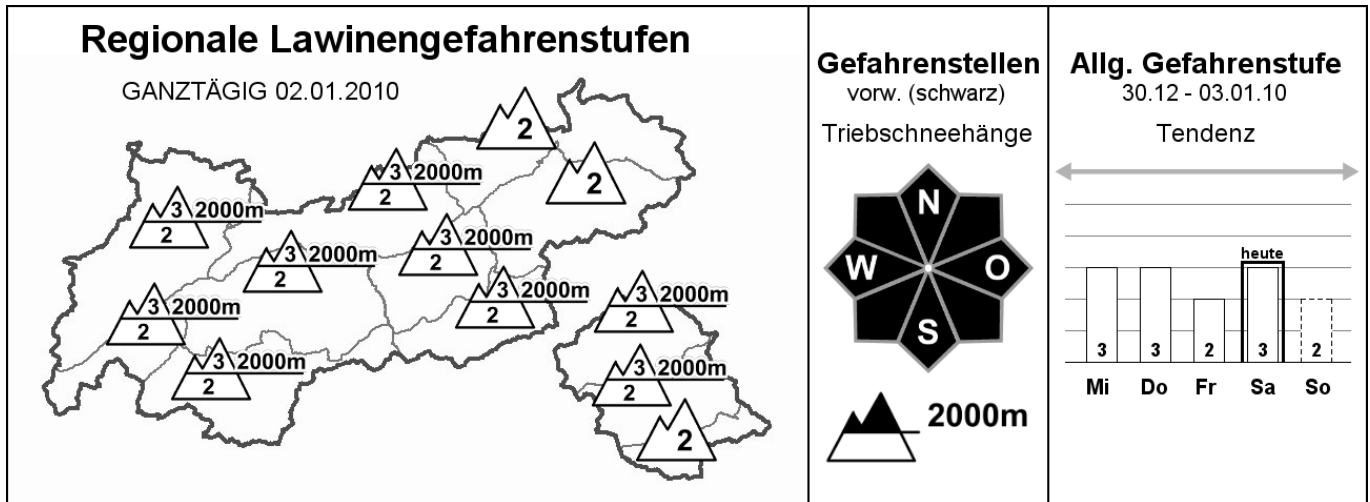 Regionale Lawinengefahrenstufen
GANZTÄGIG 02.01.2010
2
2
3 2000m
2
3 2000m
2
3 2000m
2
3 2000m
2
3 2000m
2
3 2000m
2
3 2000m
2
3 2000m
2
3 2000m
2
3 2000m
2
Gefahrenstellen
vorw. (schwarz)
Triebschneehänge
N
W O
S
2000m
Allg. Gefahrenstufe
30.12 - 03.01.10
Tendenz
heute
3 3 2 3 2
Mi Do Fr Sa So